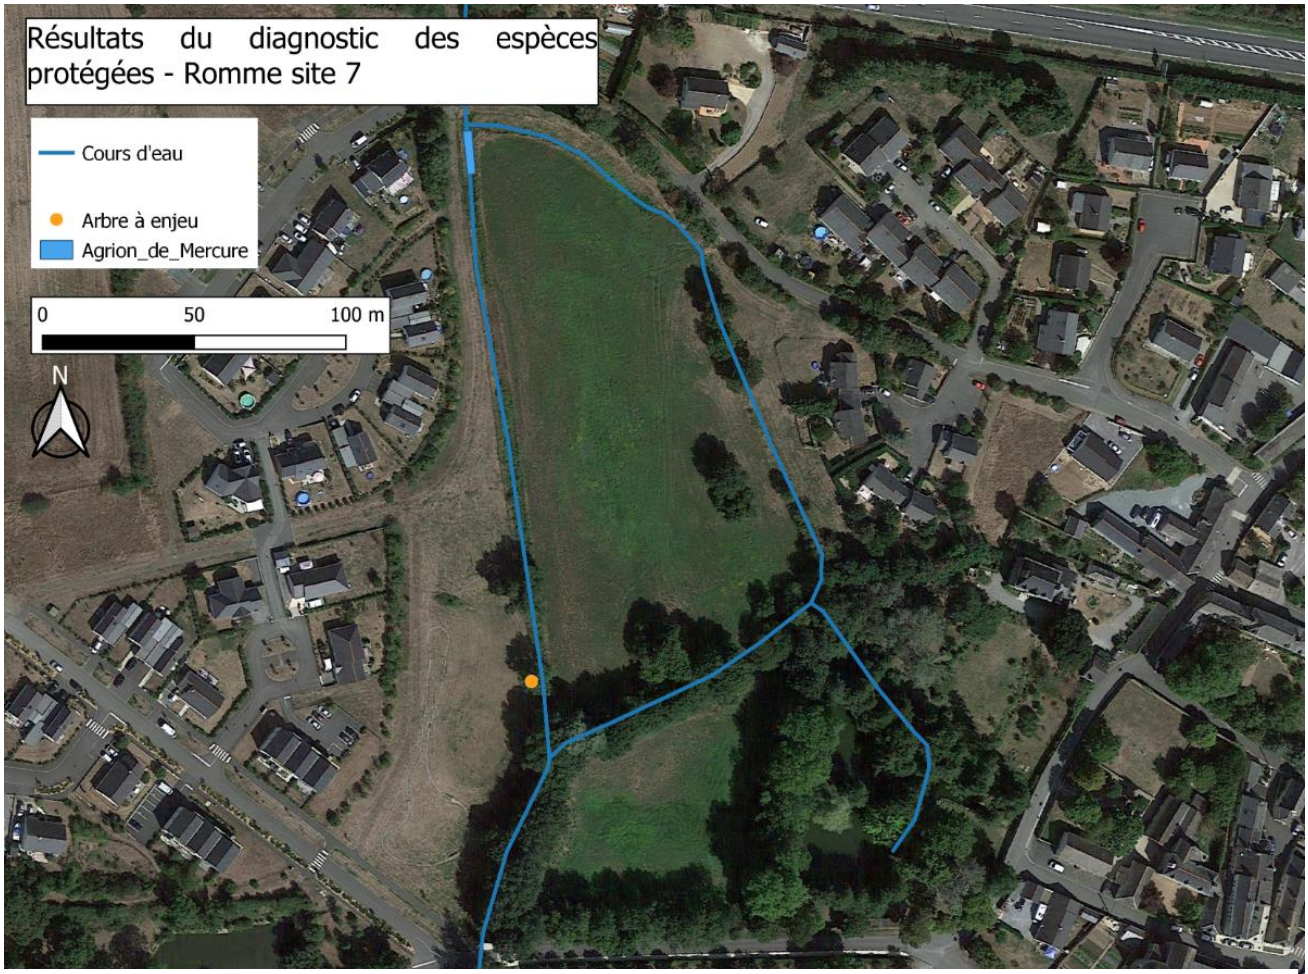 Résultats du diagnostic des espèces
protégées - Romme site 7
Cours d'eau
Arbre à enjeu
Agrion_de_Mercure
0 50 100 m
N